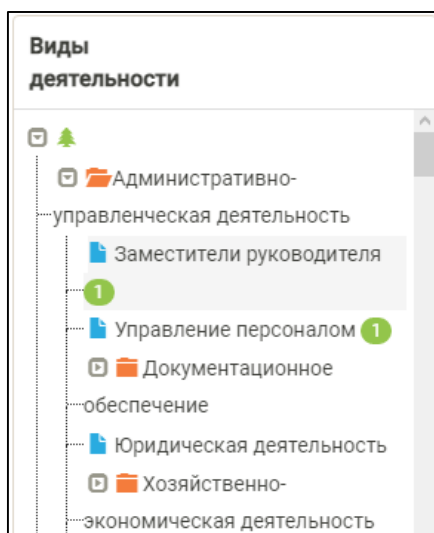 Виды
деятельности
Административно-
управленческая деятельность
Заместители руководителя
1
Управление персоналом 1
Документационное
обеспечение
Юридическая деятельность
Хозяйственно-
экономическая деятельность